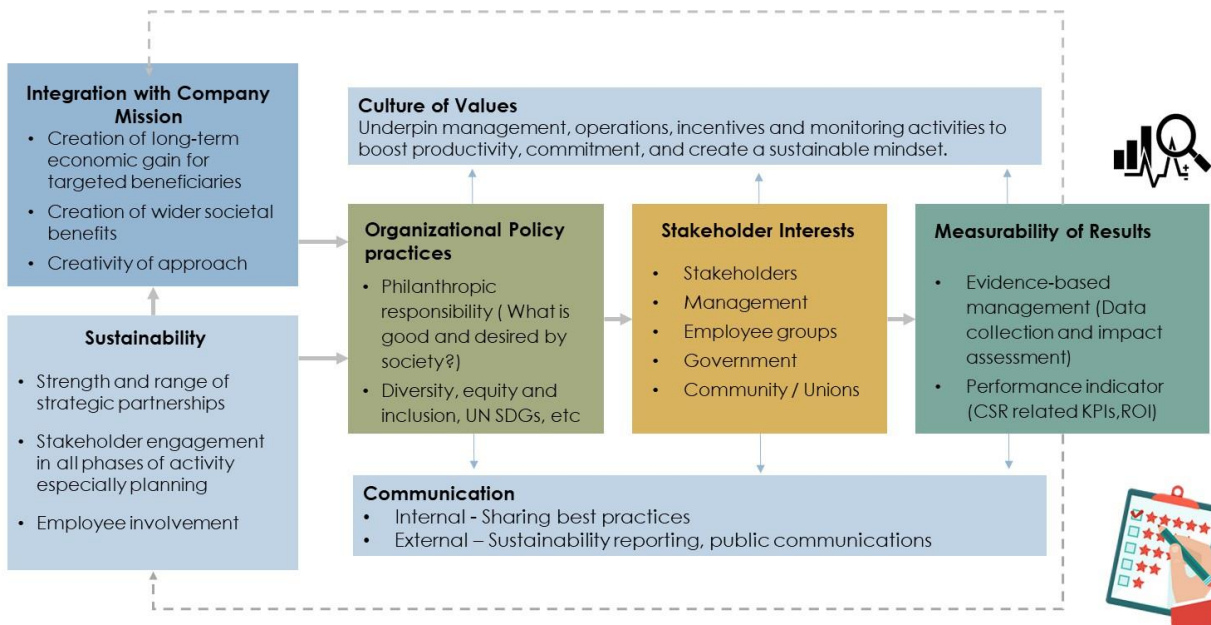 Integration with Company
Mission
• Creation of long-term
economic gain for
targeted beneficiaries
• Creation of wider societal
benefits
• Creativity of approach
Sustainability
• Strength and range of
strategic partnerships
• Stakeholder engagement
in all phases of activity
especially planning
• Employee involvement
Culture of Values
Underpin management, operations, incentives and monitoring activities to
boost productivity, commitment, and create a sustainable mindset.
Organizational Policy
practices
• Philanthropic
responsibility ( What is
good and desired by
society?)
• Diversity, equity and
inclusion, UN SDGs, etc
Stakeholder Interests
• Stakeholders
• Management
• Employee groups
• Government
• Community / Unions
Measurability of Results
• Evidence-based
management (Data
collection and impact
assessment)
• Performance indicator
(CSR related KPIs,ROI)
Communication
• Internal - Sharing best practices
• External – Sustainability reporting, public communications